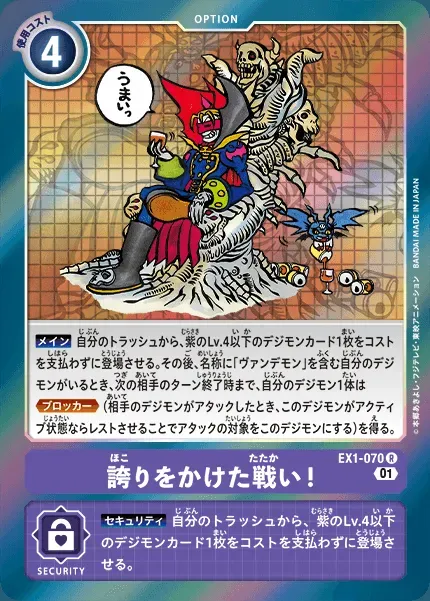 OPTION
使用コスト
4
うまいっ
メイン 自分のトラッシュから、紫のLv.4以下のデジモンカード1枚をコスト
を支払わずに登場させる。その後、名称に「ヴァンデモン」を含む自分のデジ
モンがいるとき、次の相手のターン終了時まで、自分のデジモン1体は
ブロッカー (相手のデジモンがアタックしたとき、このデジモンがアクティ
ブ状態ならレストさせることでアタックの対象をこのデジモンにする)を得る。
©本郷あきよし・フジテレビ・東映アニメーション BANDAI MADE IN JAPAN
EX1-070 R
01
誇りをかけた戦い!
セキュリティ 自分のトラッシュから、紫のLv.4以下
のデジモンカード1枚をコストを支払わずに登場さ
せる。
SECURITY